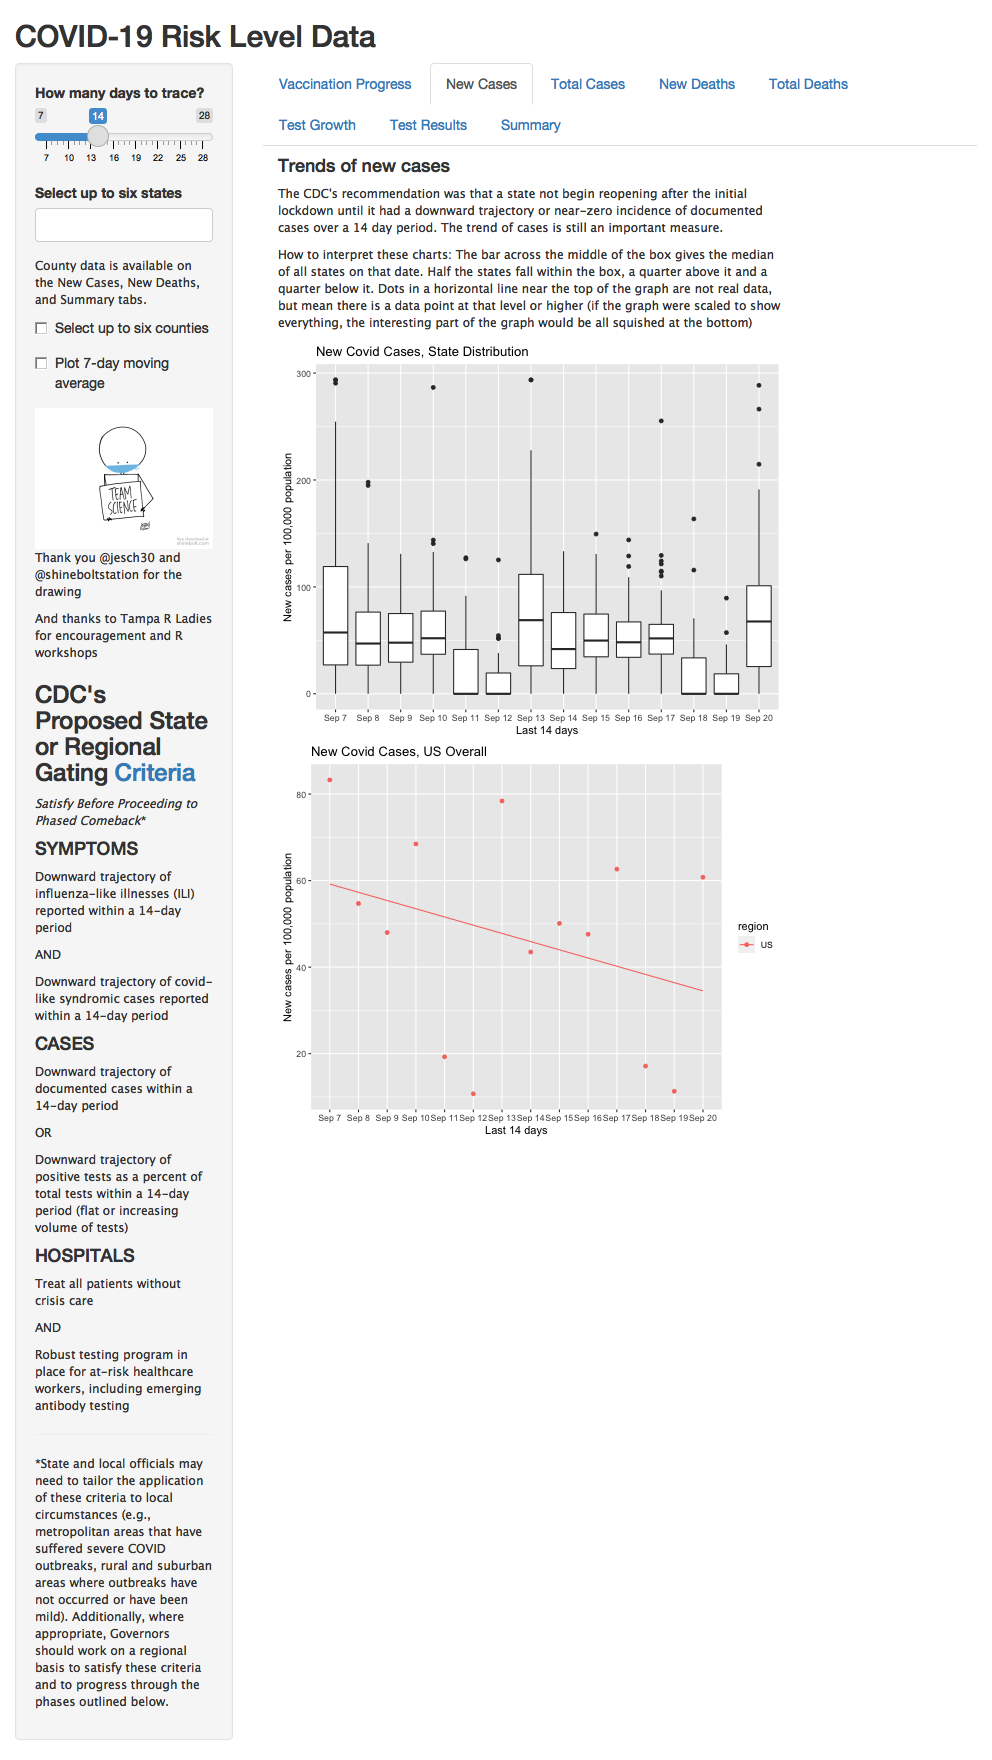 COVID-19 Risk Level Data
How many days to trace?
7 14 28
7 10 13 16 19 22 25 28
Select up to six states
County data is available on
the New Cases, New Deaths,
and Summary tabs.
Select up to six counties
Plot 7-day moving
average
TEAM
SCIENCE
free download at
shinebolt.com
Thank you @jesch30 and
@shineboltstation for the
drawing
And thanks to Tampa R Ladies
for encouragement and R
workshops
CDC's
Proposed State
or Regional
Gating Criteria
Satisfy Before Proceeding to
Phased Comeback*
SYMPTOMS
Downward trajectory of
influenza-like illnesses (ILI)
reported within a 14-day
period
AND
Downward trajectory of covid-
like syndromic cases reported
within a 14-day period
CASES
Downward trajectory of
documented cases within a
14-day period
OR
Downward trajectory of
positive tests as a percent of
total tests within a 14-day
period (flat or increasing
volume of tests)
HOSPITALS
Treat all patients without
crisis care
AND
Robust testing program in
place for at-risk healthcare
workers, including emerging
antibody testing
*State and local officials may
need to tailor the application
of these criteria to local
circumstances (e.g.,
metropolitan areas that have
suffered severe COVID
outbreaks, rural and suburban
areas where outbreaks have
not occurred or have been
mild). Additionally, where
appropriate, Governors
should work on a regional
basis to satisfy these criteria
and to progress through the
phases outlined below.
Vaccination Progress New Cases Total Cases New Deaths Total Deaths
Test Growth Test Results Summary
Trends of new cases
The CDC's recommendation was that a state not begin reopening after the initial
lockdown until it had a downward trajectory or near-zero incidence of documented
cases over a 14 day period. The trend of cases is still an important measure.
How to interpret these charts: The bar across the middle of the box gives the median
of all states on that date. Half the states fall within the box, a quarter above it and a
quarter below it. Dots in a horizontal line near the top of the graph are not real data,
but mean there is a data point at that level or higher (if the graph were scaled to show
everything, the interesting part of the graph would be all squished at the bottom)
New Covid Cases, State Distribution
New cases per 100,000 population
300
200
100
0
Sep 7 Sep 8 Sep 9 Sep 10 Sep 11 Sep 12 Sep 13 Sep 14 Sep 15 Sep 16 Sep 17 Sep 18 Sep 19 Sep 20
Last 14 days
New Covid Cases, US Overall
New cases per 100,000 population
80
60
40
20
region
US
Sep 7 Sep 8 Sep 9 Sep 10 Sep 11 Sep 12 Sep 13 Sep 14 Sep 15 Sep 16 Sep 17 Sep 18 Sep 19 Sep 20
Last 14 days